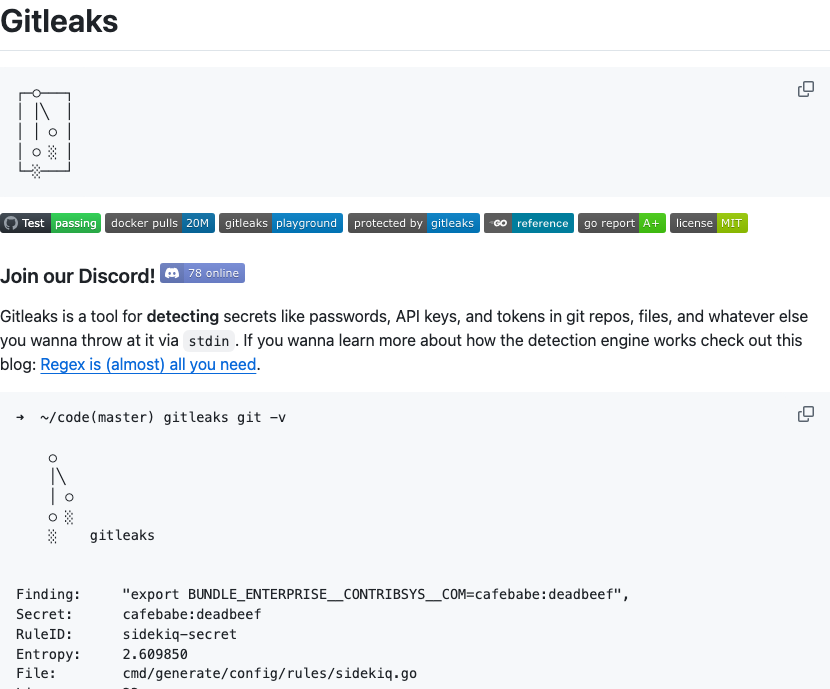 Gitleaks
┌─○───┐
│ │╲  │
│ │ ○ │
│ ○ ░ │
└─░───┘
Test passing docker pulls 20M gitleaks playground protected by gitleaks GO reference go report A+ license MIT
Join our Discord! 78 online
Gitleaks is a tool for detecting secrets like passwords, API keys, and tokens in git repos, files, and whatever else
you wanna throw at it via stdin. If you wanna learn more about how the detection engine works check out this
blog: Regex is (almost) all you need.
➜  ~/code(master) gitleaks git -v
    ○
    │╲
    │ ○
    ○ ░
    ░    gitleaks
Finding:     "export BUNDLE_ENTERPRISE__CONTRIBSYS__COM=cafebabe:deadbeef",
Secret:      cafebabe:deadbeef
RuleID:      sidekiq-secret
Entropy:     2.609850
File:        cmd/generate/config/rules/sidekiq.go